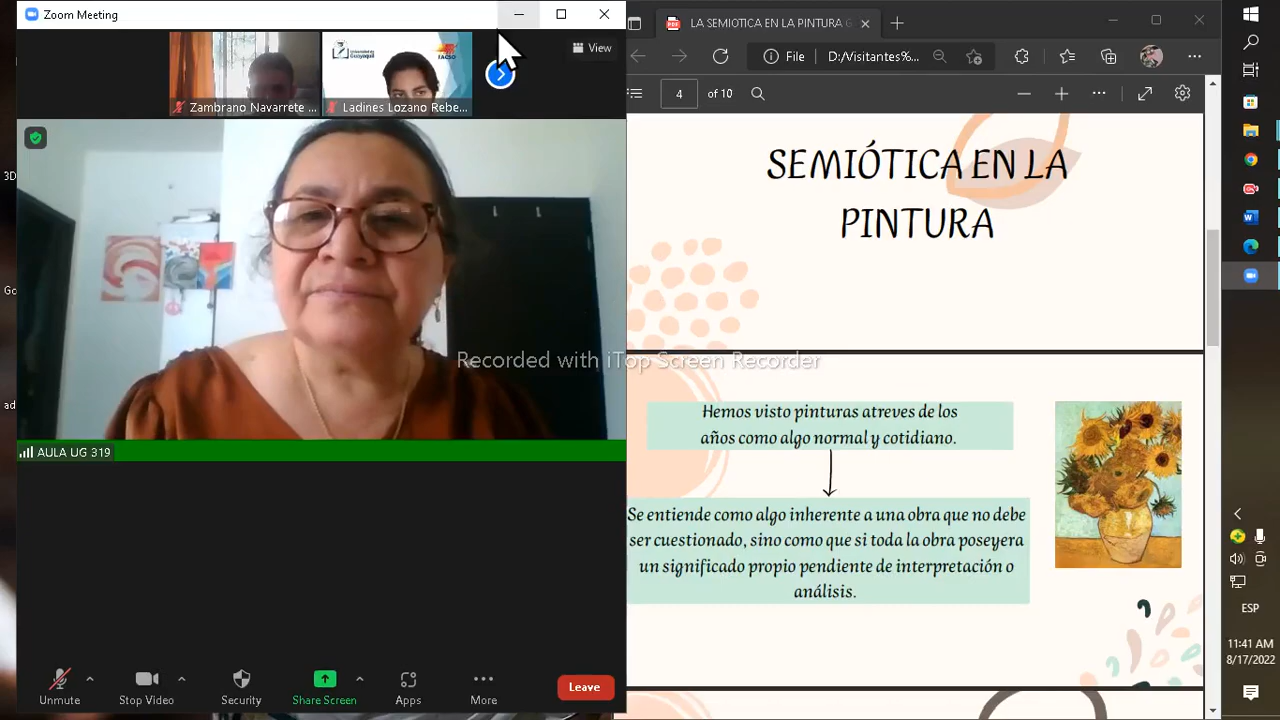 Zoom Meeting
View
Zambrano Navarrete ...
Ladines Lozano Rebe...
AULA UG 319
Unmute
Stop Video
Security
Share Screen
Apps
More
Leave
LA SEMIOTICA EN LA PINTURA G
File
D:/Visitantes%...
4 of 10
SEMIÓTICA EN LA
PINTURA
Recorded with iTop Screen Recorder
Hemos visto pinturas atreves de los
años como algo normal y cotidiano.
Se entiende como algo inherente a una obra que no debe
ser cuestionado, sino como que si toda la obra poseyera
un significado propio pendiente de interpretación o
análisis.
3D
ad
ESP
11:41 AM
8/17/2022